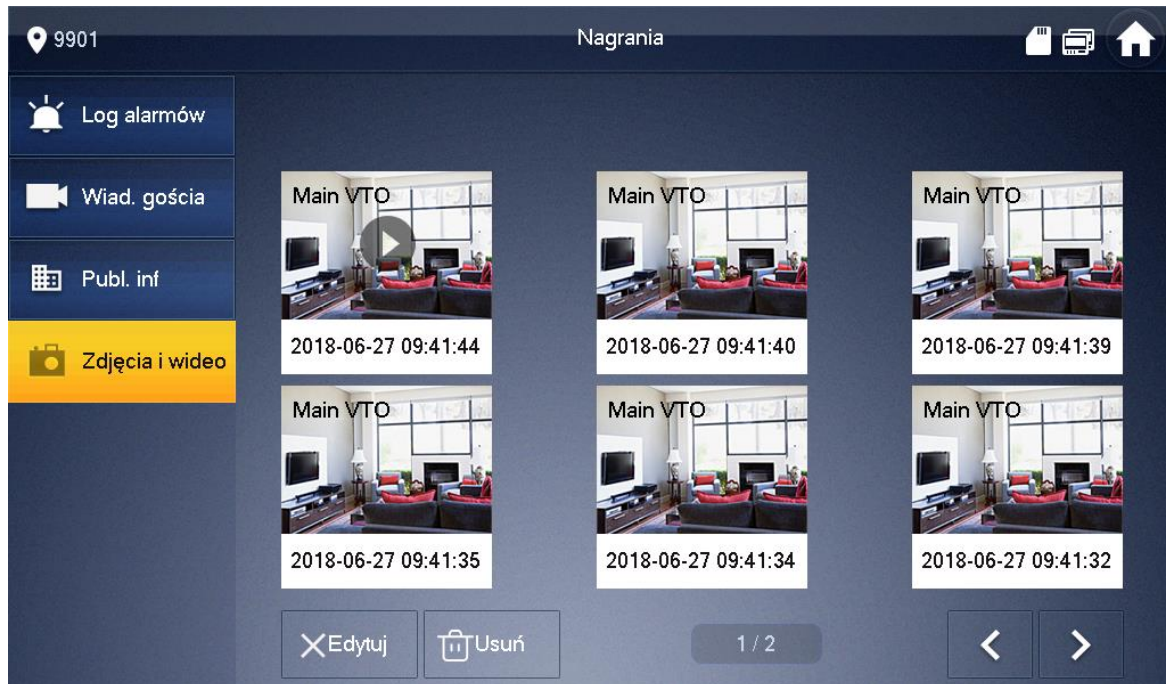 9901
Nagrania
Log alarmów
Wiad. gościa
Publ. inf
Zdjęcia i wideo
Main VTO
2018-06-27 09:41:44
Main VTO
2018-06-27 09:41:40
Main VTO
2018-06-27 09:41:39
Main VTO
2018-06-27 09:41:35
Main VTO
2018-06-27 09:41:34
Main VTO
2018-06-27 09:41:32
Edytuj
Usuń
1 / 2